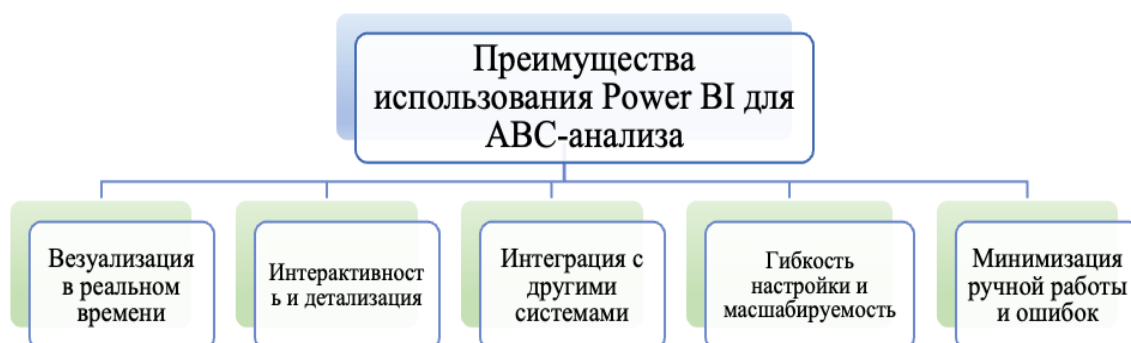 Преимущества
использования Power BI для
ABC-анализа
Везуализация
в реальном
времени
Интерактивност
ь и детализация
Интеграция с
другими
системами
Гибкость
настройки и
масшабируемость
Минимизация
ручной работы
и ошибок